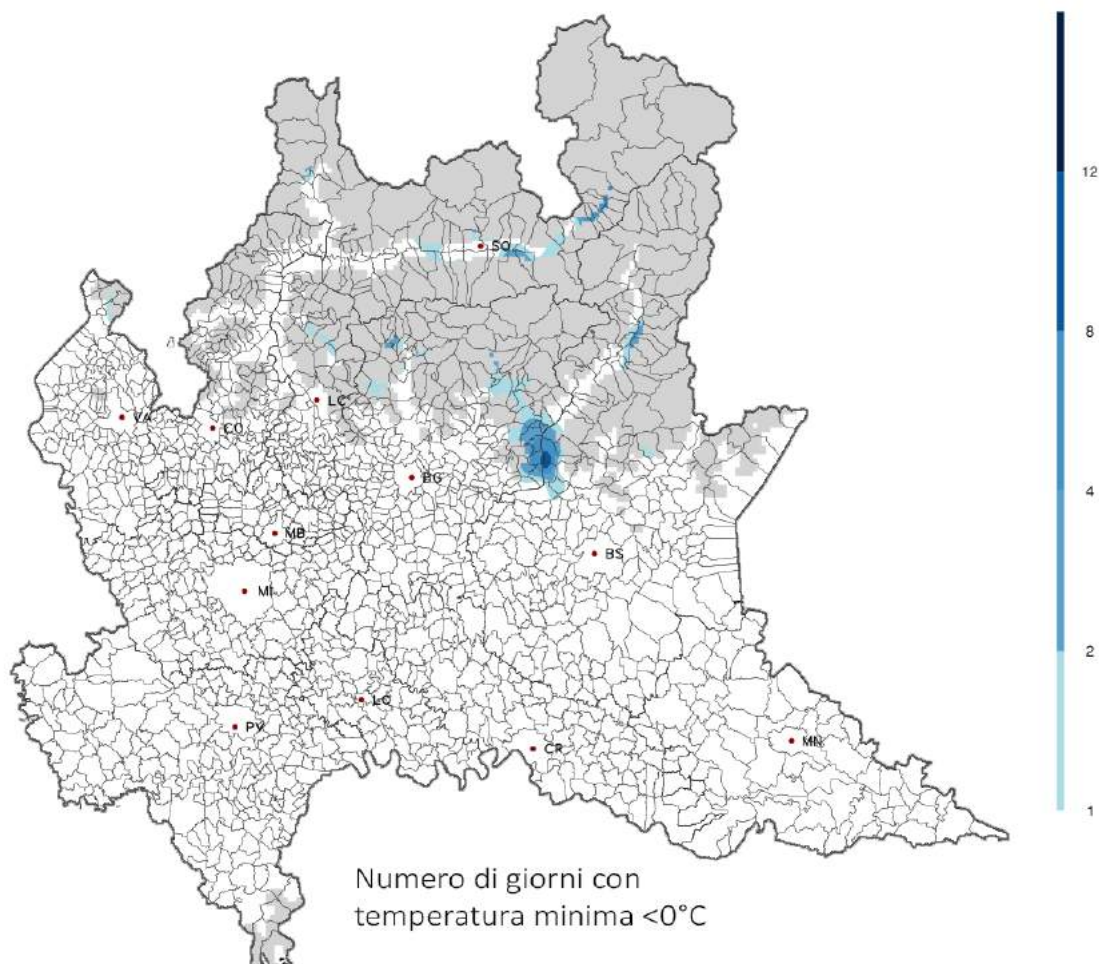 12
SO
8
LC
VA
CO
BG
4
MB
BS
MI
2
LO
PV
MN
CR
1
Numero di giorni con
temperatura minima <0°C